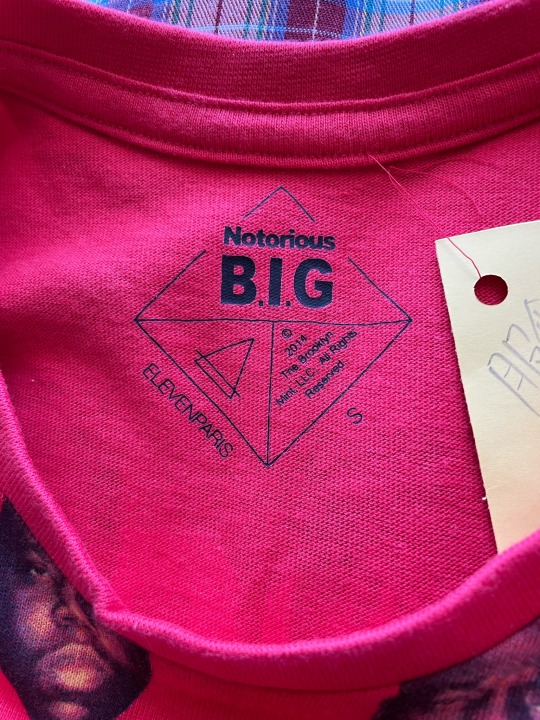 Notorious
B.I.G
© 
2014
The Brooklyn
Mint, LLC. All Rights
Reserved
ELEVENPARIS
S